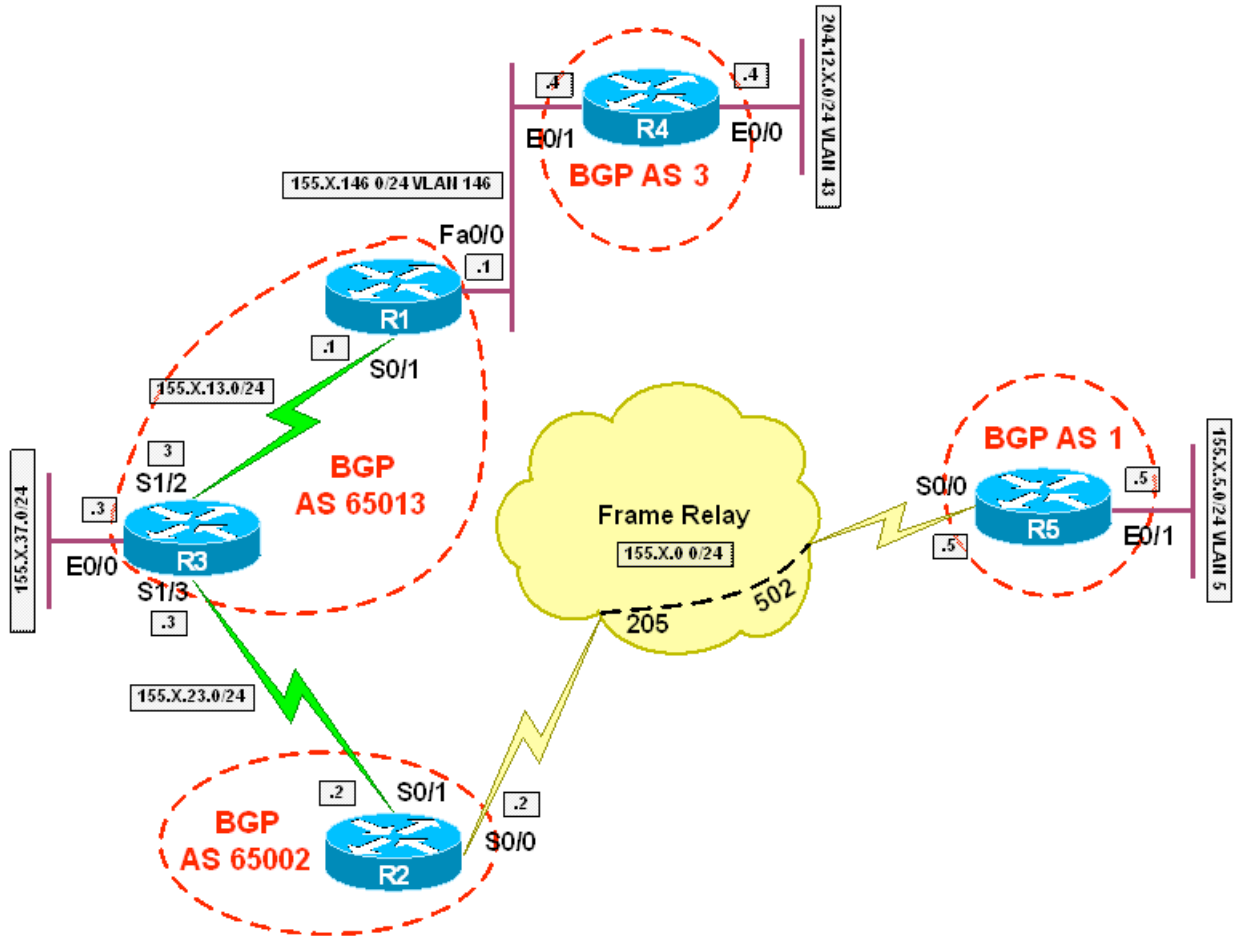 .4
R4
.4
E0/1
E0/0
BGP AS 3
204.12.X.0/24 VLAN 43
155.X.146 0/24 VLAN 146
Fa0/0
.1
R1
.1
S0/1
155.X.13.0/24
3
S1/2
BGP
AS 65013
155.X.37.0/24
.3
E0/0
R3
S1/3
.3
Frame Relay
155.X.0 0/24
205
502
BGP AS 1
S0/0
.5
R5
.5
E0/1
155.X.5.0/24 VLAN 5
155.X.23.0/24
.2
S0/1
.2
S0/0
BGP
AS 65002
R2